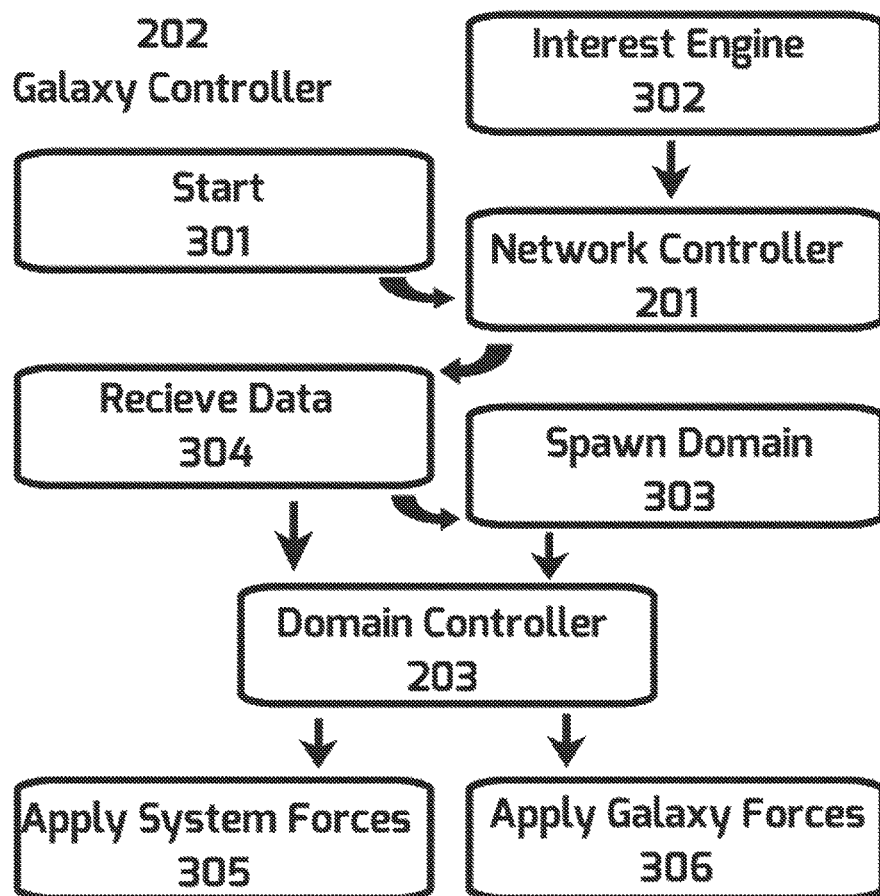 202
Galaxy Controller
Interest Engine
302
Start
301
Network Controller
201
Recieve Data
304
Spawn Domain
303
Domain Controller
203
Apply System Forces
305
Apply Galaxy Forces
306